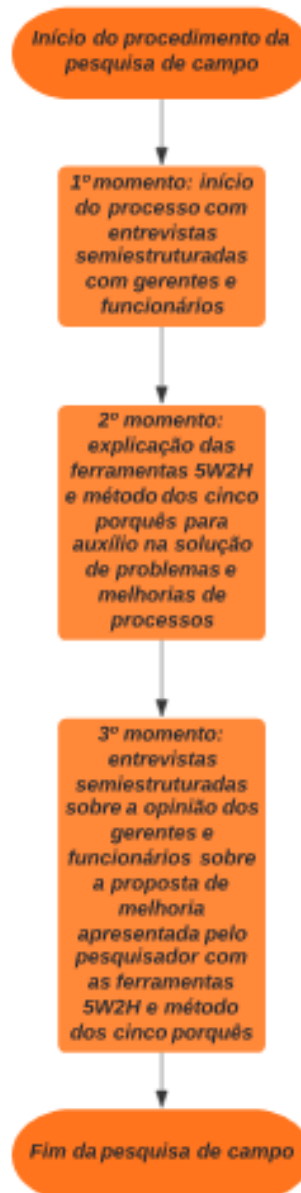 Início do procedimento da
pesquisa de campo
1º momento: início
do processo com
entrevistas
semiestruturadas
com gerentes e
funcionários
2º momento:
explicação das
ferramentas 5W2H
e método dos cinco
porquês para
auxílio na solução
de problemas e
melhorias de
processos
3º momento:
entrevistas
semiestruturadas
sobre a opinião dos
gerentes e
funcionários sobre
a proposta de
melhoria
apresentada pelo
pesquisador com
as ferramentas
5W2H e método
dos cinco porquês
Fim da pesquisa de campo